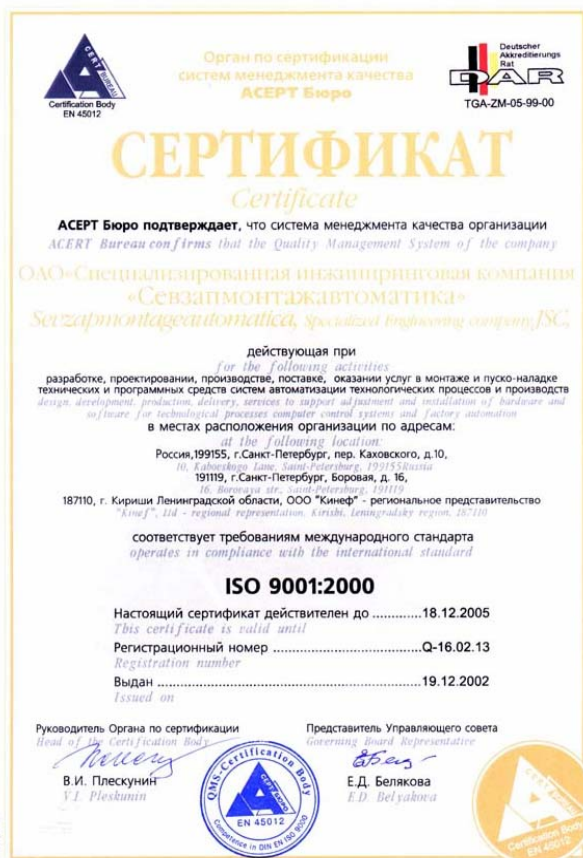 CERT BUREAU
Certification Body
EN 45012
Орган по сертификации
систем менеджмента качества
АСЕРТ Бюро
Deutscher
Akkreditierungs
Rat
DAR
TGA-ZM-05-99-00
СЕРТИФИКАТ
Certificate
АСЕРТ Бюро подтверждает, что система менеджмента качества организации
ACERT Bureau confirms that the Quality Management System of the company
ОАО«Специализированная инжиниринговая компания
«Севзапмонтажавтоматика»
Sevzapmontageautomatica, Specialized Engineering company, JSC,
действующая при
for the following activities
разработке, проектировании, производстве, поставке, оказании услуг в монтаже и пуско-наладке
технических и программных средств систем автоматизации технологических процессов и производств
design, development, production, delivery, services to support adjustment and installation of hardware and
software for technological processes computer control systems and factory automation
в местах расположения организации по адресам:
at the following location:
Россия,199155, г.Санкт-Петербург, пер. Каховского, д.10,
10, Kahovskogo Lane, Saint-Petersburg, 199155Russia
191119, г.Санкт-Петербург, Боровая, д. 16,
16, Borovaya str., Saint-Petersburg, 191119
187110, г. Кириши Ленинградской области, ООО "Кинеф" - региональное представительство
"Kinef", Ltd - regional representation, Kirishi, Leningradsky region, 187110
соответствует требованиям международного стандарта
operates in compliance with the international standard
ISO 9001:2000
Настоящий сертификат действителен до .............18.12.2005
This certificate is valid until
Регистрационный номер ......................................Q-16.02.13
Registration number
Выдан ................................................................19.12.2002
Issued on
Руководитель Органа по сертификации
Head of the Certification Body
В.И. Плескунин
V.I. Pleskunin
Представитель Управляющего совета
Governing Board Representative
Е.Д. Белякова
E.D. Belyakova
QMS-Certification Body
CERT BUREAU
EN 45012
Competence in DIN EN ISO 9000
CERT BUREAU
Certification Body
EN 45012